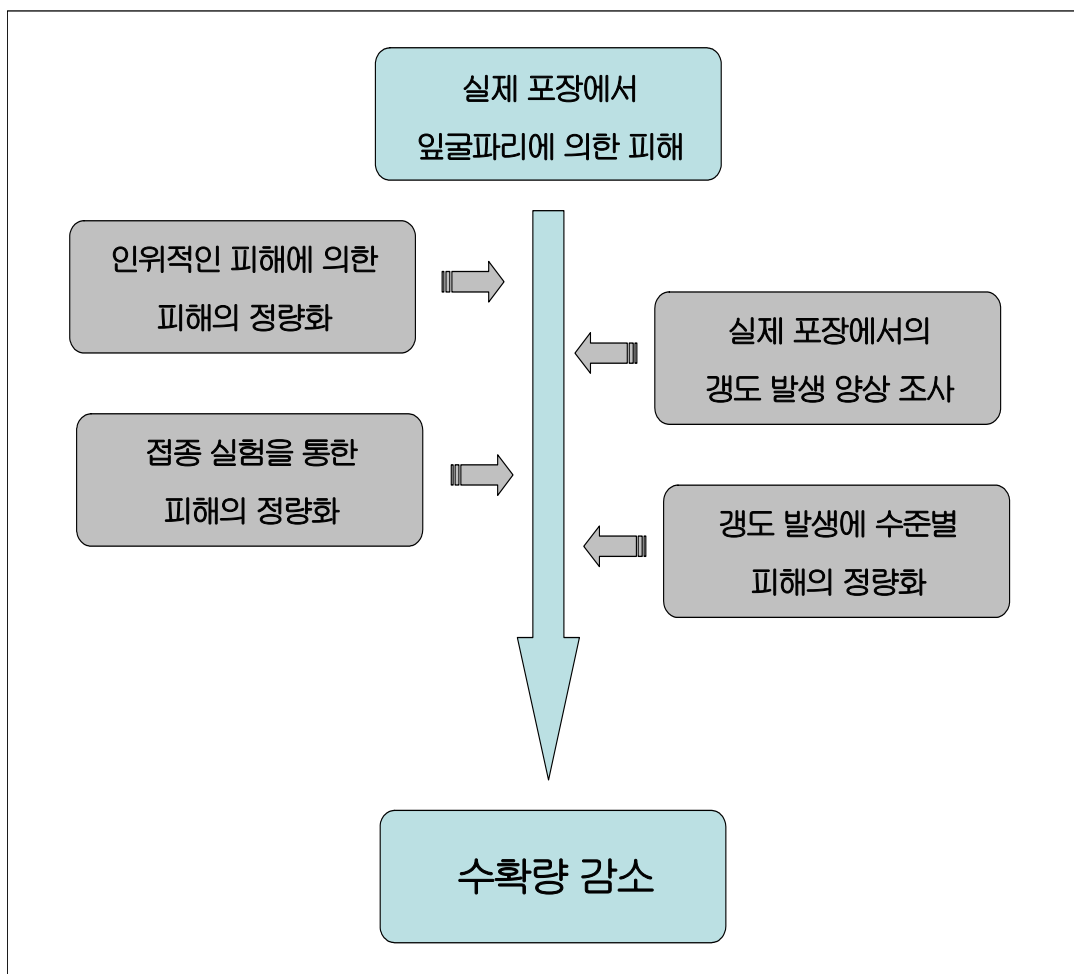 실제 포장에서
잎굴파리에 의한 피해
인위적인 피해에 의한
피해의 정량화
실제 포장에서의
갱도 발생 양상 조사
접종 실험을 통한
피해의 정량화
갱도 발생에 수준별
피해의 정량화
수확량 감소